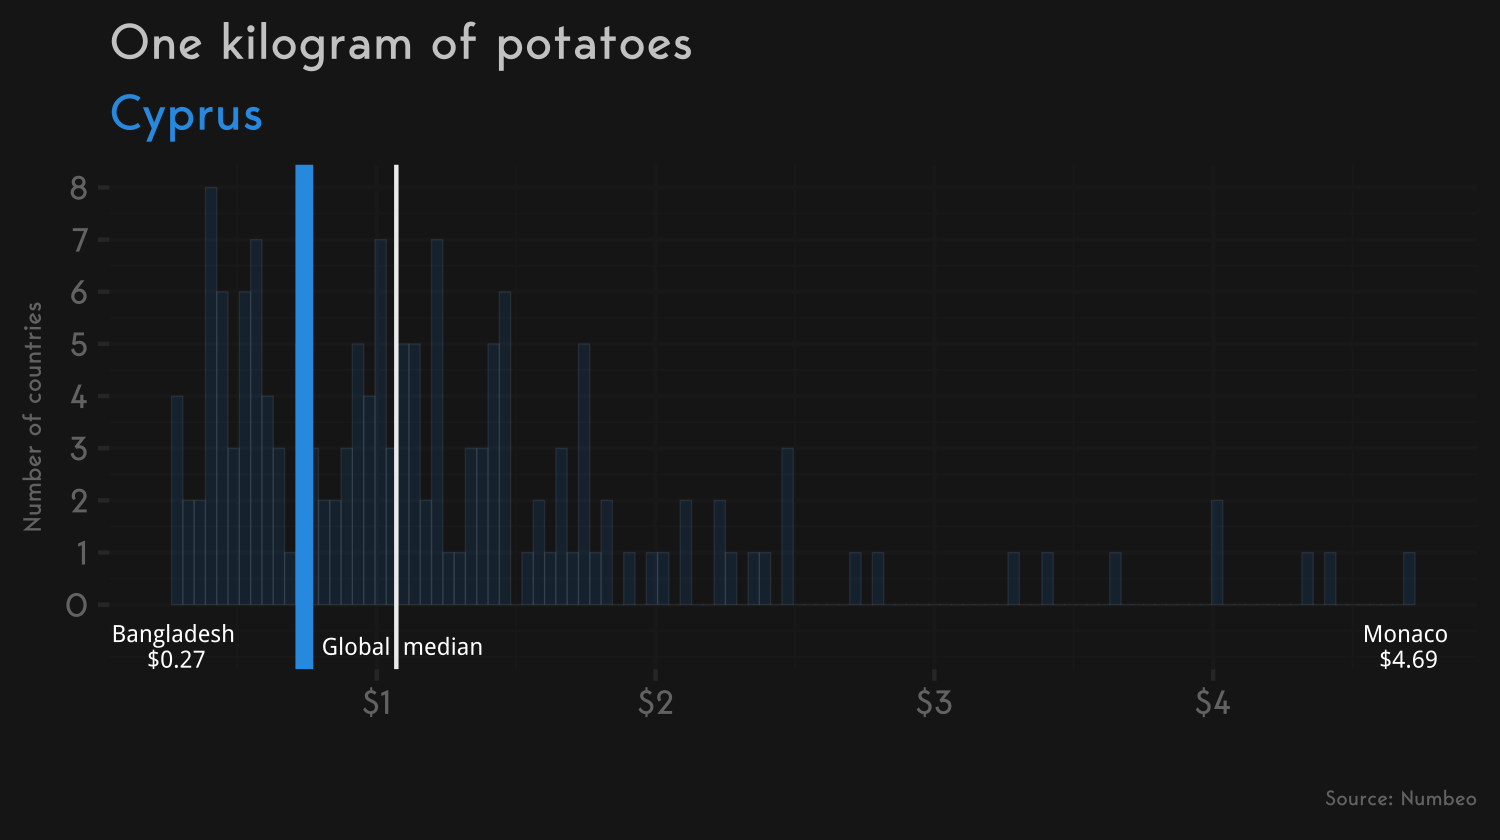 One kilogram of potatoes
Cyprus
Number of countries
8
7
6
5
4
3
2
1
0
Bangladesh
$0.27
Global median
Monaco
$4.69
$1
$2
$3
$4
Source: Numbeo